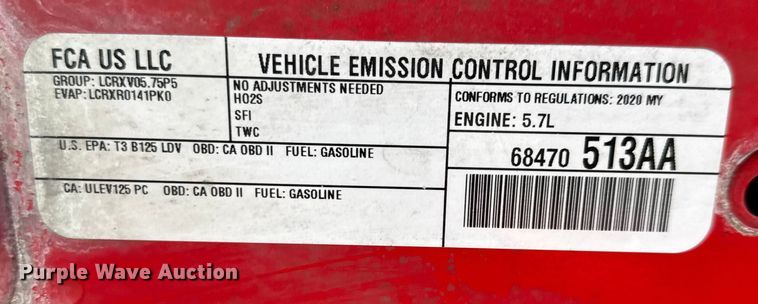 FCA US LLC
VEHICLE EMISSION CONTROL INFORMATION
GROUP: LCRXV05.75P5
EVAP: LCRXR0141PK0
NO ADJUSTMENTS NEEDED
HO2S
SFI
TWC
CONFORMS TO REGULATIONS: 2020 MY
ENGINE: 5.7L
U.S. EPA: T3 B125 LDV OBD: CA OBD II FUEL: GASOLINE
68470 513AA
CA: ULEV125 PC OBD: CA OBD II FUEL: GASOLINE
Purple Wave Auction